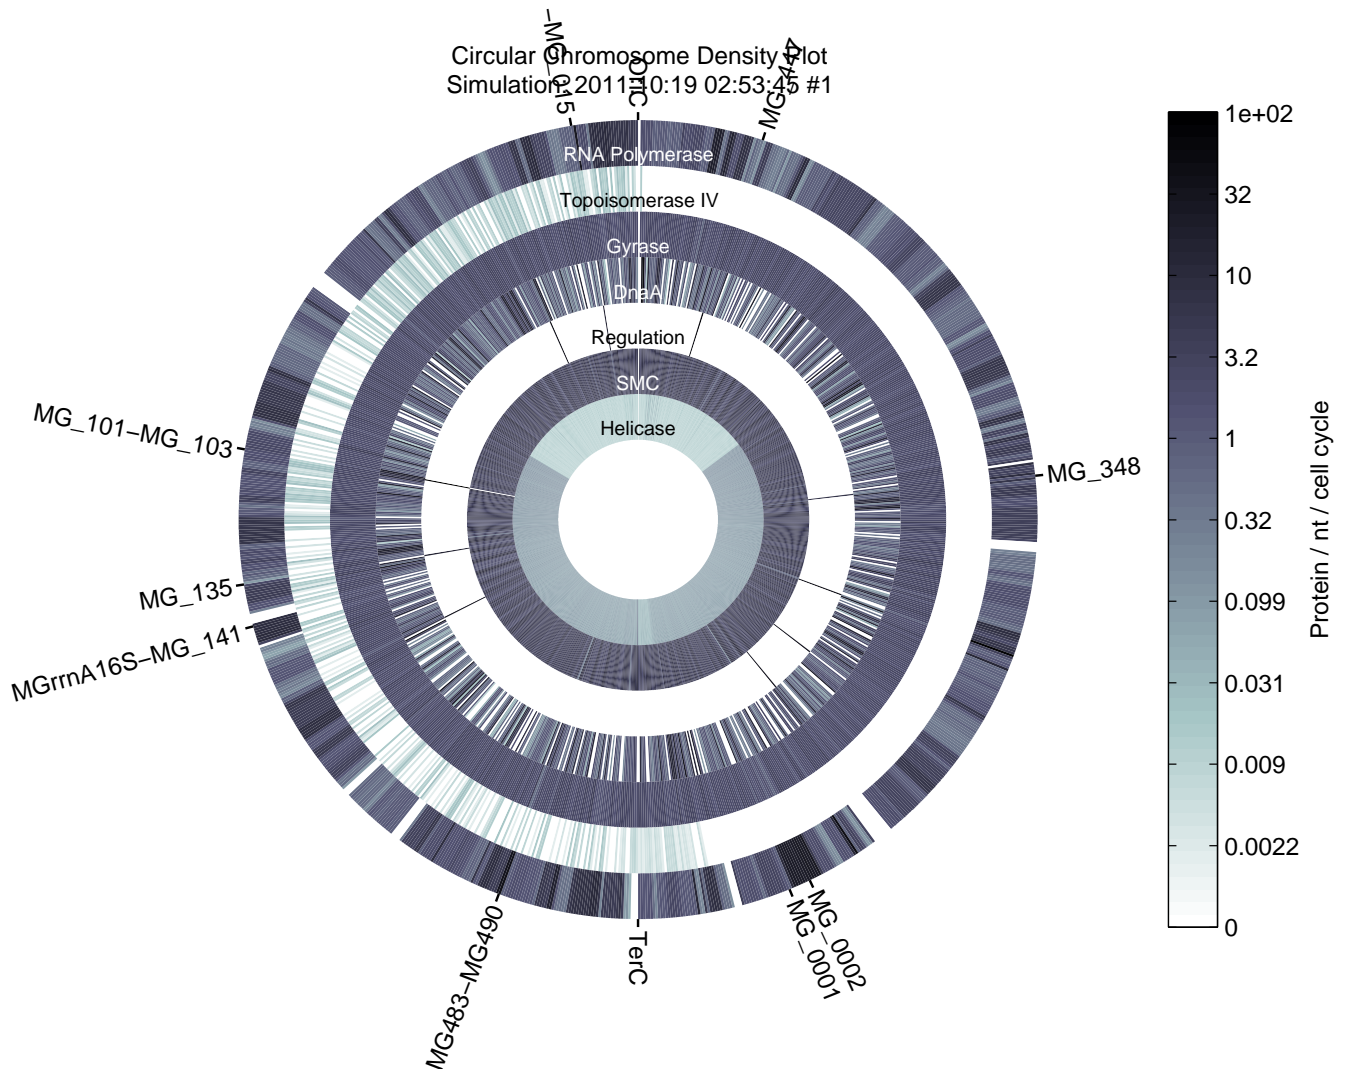 Circular Chromosome Density Plot
Simulation: 2011:10:19 02:53:45 #1
–MG_015
OriC
MG_447
RNA Polymerase
Topoisomerase IV
Gyrase
DnaA
Regulation
SMC
Helicase
MG_101–MG_103
MG_348
MG_135
MGrrnA16S–MG_141
MG483–MG490
TerC
MG_0002
MG_0001
1e+02
32
10
3.2
1
0.32
0.099
0.031
0.009
0.0022
0
Protein / nt / cell cycle